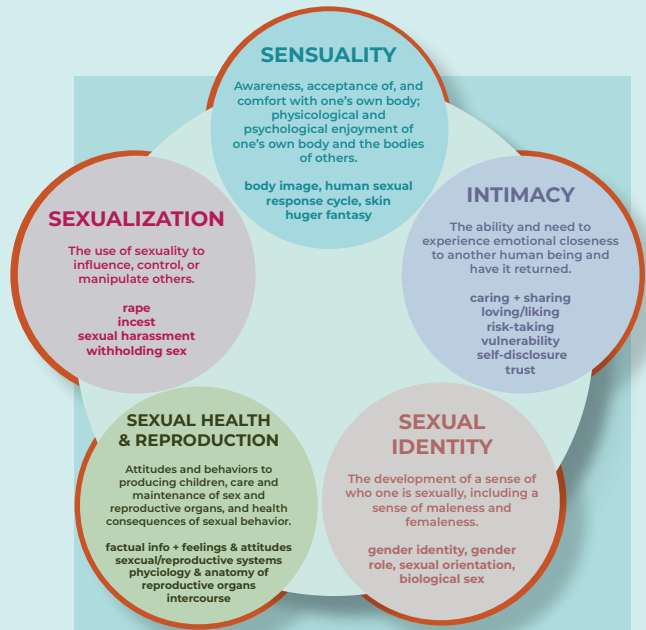 SENSUALITY
Awareness, acceptance of, and
comfort with one's own body;
physicological and
psychological enjoyment of
one's own body and the bodies
of others.
body image, human sexual
response cycle, skin
huger fantasy
INTIMACY
The ability and need to
experience emotional closeness
to another human being and
have it returned.
caring + sharing
loving/liking
risk-taking
vulnerability
self-disclosure
trust
SEXUAL
IDENTITY
The development of a sense of
who one is sexually, including a
sense of maleness and
femaleness.
gender identity, gender
role, sexual orientation,
biological sex
SEXUAL HEALTH
& REPRODUCTION
Attitudes and behaviors to
producing children, care and
maintenance of sex and
reproductive organs, and health
consequences of sexual behavior.
factual info + feelings & attitudes
sexcual/reproductive systems
phyciology & anatomy of
reproductive organs
intercourse
SEXUALIZATION
The use of sexuality to
influence, control, or
manipulate others.
rape
incest
sexual harassment
withholding sex